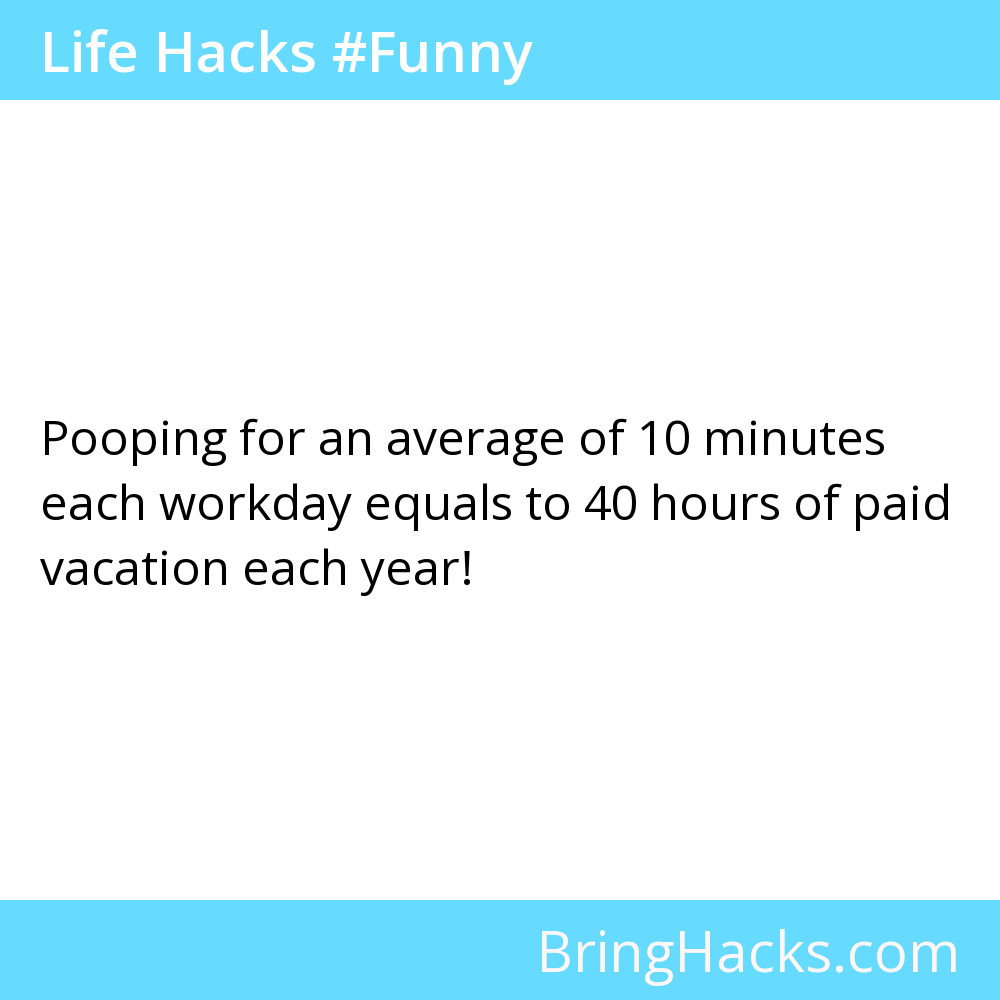 Life Hacks #Funny
Pooping for an average of 10 minutes
each workday equals to 40 hours of paid
vacation each year!
BringHacks.com